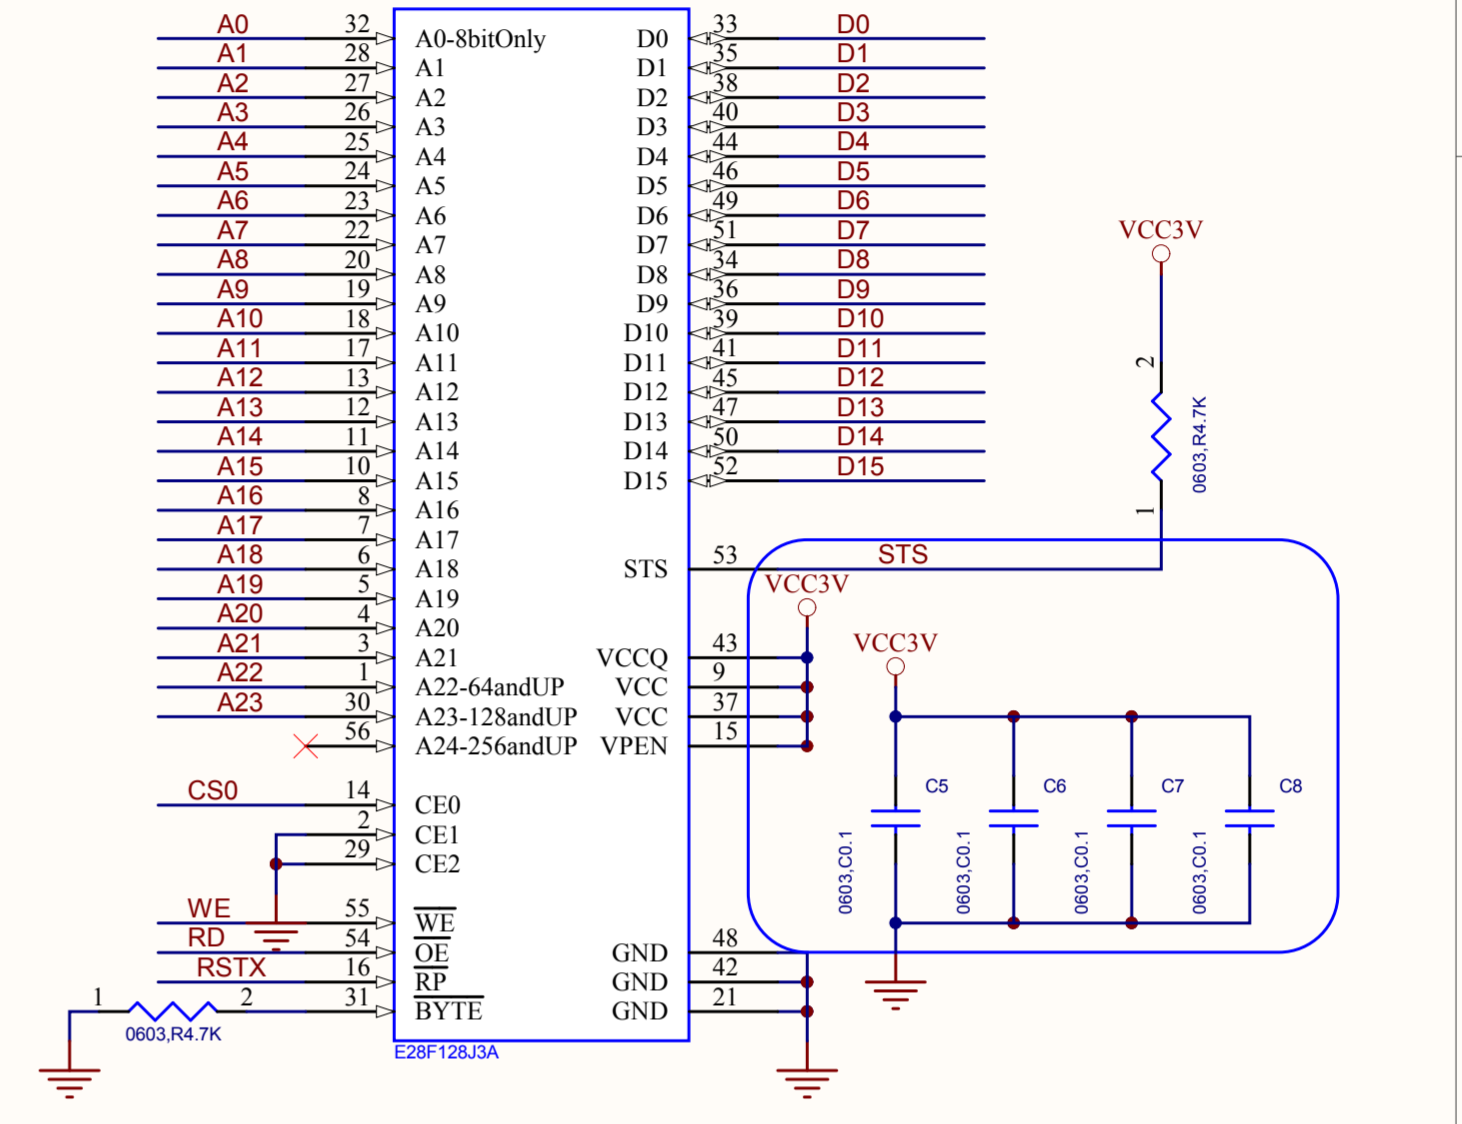 A0 32 A0-8bitOnly D0 33 D0
A1 28 A1 D1 35 D1
A2 27 A2 D2 38 D2
A3 26 A3 D3 40 D3
A4 25 A4 D4 44 D4
A5 24 A5 D5 46 D5
A6 23 A6 D6 49 D6
A7 22 A7 D7 51 D7
VCC3V
A8 20 A8 D8 34 D8
A9 19 A9 D9 36 D9
A10 18 A10 D10 39 D10
A11 17 A11 D11 41 D11
2
A12 13 A12 D12 45 D12
A13 12 A13 D13 47 D13
A14 11 A14 D14 50 D14
0603,R4.7K
A15 10 A15 D15 52 D15
A16 8 A16
1
A17 7 A17
A18 6 A18 STS 53 STS
A19 5 A19
VCC3V
A20 4 A20
A21 3 A21 VCCQ 43
VCC3V
A22 1 A22-64andUP VCC 9
A23 30 A23-128andUP VCC 37
56 A24-256andUP VPEN 15
CS0 14 CE0
C5 C6 C7 C8
2 CE1
29 CE2
0603,C0.1 0603,C0.1 0603,C0.1 0603,C0.1
WE 55 WE
RD 54 OE GND 48
RSTX 16 RP GND 42
1 2 31 BYTE GND 21
0603,R4.7K
E28F128J3A